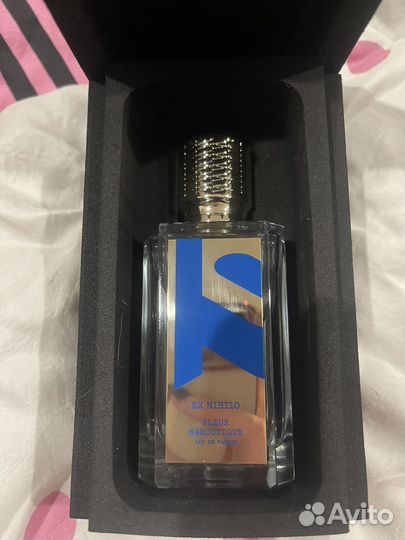 EX NIHILO
FLEUR
NARCOTIQUE
EAU DE PARFUM
Avito